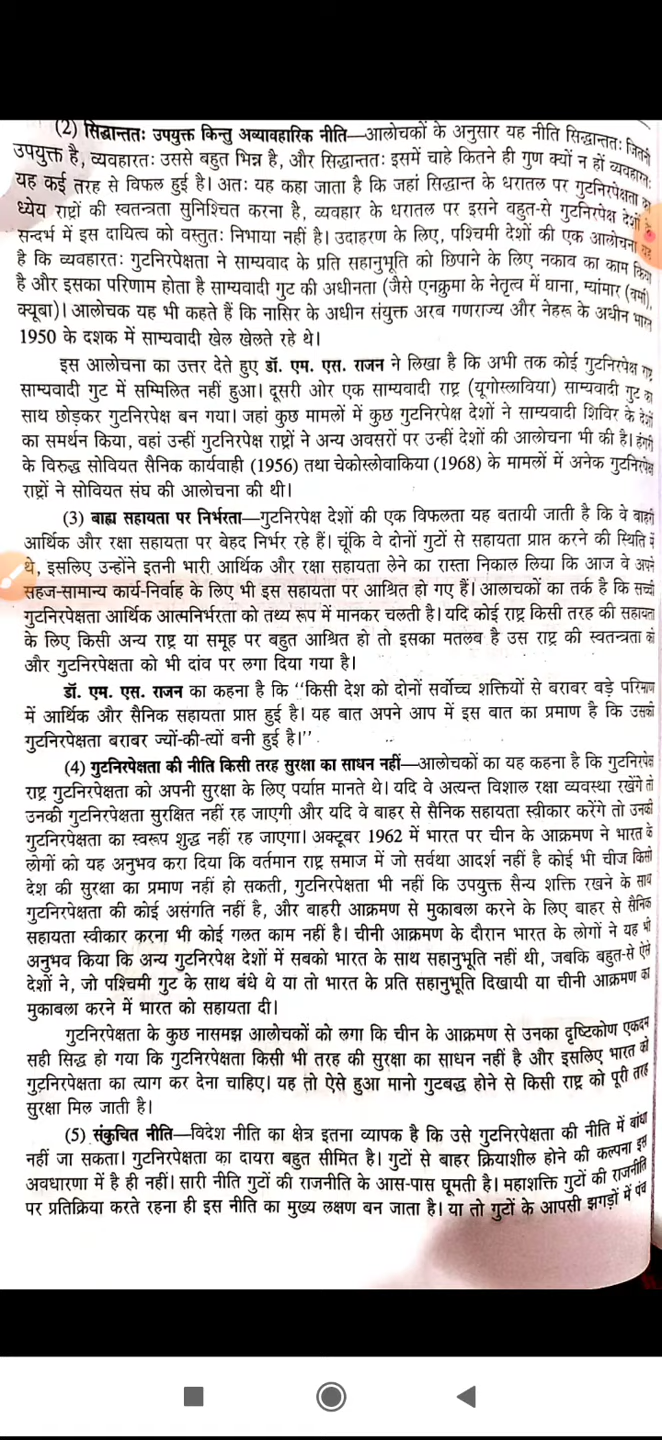 (2) सिद्धान्ततः उपयुक्त किन्तु अव्यावहारिक नीति—आलोचकों के अनुसार यह नीति सिद्धान्ततः जितनी
उपयुक्त है, व्यवहारतः उससे बहुत भिन्न है, और सिद्धान्ततः इसमें चाहे कितने ही गुण क्यों न हों व्यवहारतः
यह कई तरह से विफल हुई है। अतः यह कहा जाता है कि जहां सिद्धान्त के धरातल पर गुटनिरपेक्षता का
ध्येय राष्ट्रों की स्वतन्त्रता सुनिश्चित करना है, व्यवहार के धरातल पर इसने बहुत-से गुटनिरपेक्ष देशों के
सन्दर्भ में इस दायित्व को वस्तुतः निभाया नहीं है। उदाहरण के लिए, पश्चिमी देशों की एक आलोचना यह
है कि व्यवहारतः गुटनिरपेक्षता ने साम्यवाद के प्रति सहानुभूति को छिपाने के लिए नकाब का काम किया
है और इसका परिणाम होता है साम्यवादी गुट की अधीनता (जैसे एनक्रुमा के नेतृत्व में घाना, म्यांमार (बर्मा),
क्यूबा)। आलोचक यह भी कहते हैं कि नासिर के अधीन संयुक्त अरब गणराज्य और नेहरू के अधीन भारत
1950 के दशक में साम्यवादी खेल खेलते रहे थे।
इस आलोचना का उत्तर देते हुए डॉ. एम. एस. राजन ने लिखा है कि अभी तक कोई गुटनिरपेक्ष राष्ट्र
साम्यवादी गुट में सम्मिलित नहीं हुआ। दूसरी ओर एक साम्यवादी राष्ट्र (यूगोस्लाविया) साम्यवादी गुट का
साथ छोड़कर गुटनिरपेक्ष बन गया। जहां कुछ मामलों में कुछ गुटनिरपेक्ष देशों ने साम्यवादी शिविर के देशों
का समर्थन किया, वहां उन्हीं गुटनिरपेक्ष राष्ट्रों ने अन्य अवसरों पर उन्हीं देशों की आलोचना भी की है। हंगरी
के विरुद्ध सोवियत सैनिक कार्यवाही (1956) तथा चेकोस्लोवाकिया (1968) के मामलों में अनेक गुटनिरपेक्ष
राष्ट्रों ने सोवियत संघ की आलोचना की थी।
(3) बाह्य सहायता पर निर्भरता—गुटनिरपेक्ष देशों की एक विफलता यह बतायी जाती है कि वे बाहरी
आर्थिक और रक्षा सहायता पर बेहद निर्भर रहे हैं। चूंकि वे दोनों गुटों से सहायता प्राप्त करने की स्थिति में
थे, इसलिए उन्होंने इतनी भारी आर्थिक और रक्षा सहायता लेने का रास्ता निकाल लिया कि आज वे अपने
सहज-सामान्य कार्य-निर्वाह के लिए भी इस सहायता पर आश्रित हो गए हैं। आलाचकों का तर्क है कि सच्ची
गुटनिरपेक्षता आर्थिक आत्मनिर्भरता को तथ्य रूप में मानकर चलती है। यदि कोई राष्ट्र किसी तरह की सहायता
के लिए किसी अन्य राष्ट्र या समूह पर बहुत आश्रित हो तो इसका मतलब है उस राष्ट्र की स्वतन्त्रता को
और गुटनिरपेक्षता को भी दांव पर लगा दिया गया है।
डॉ. एम. एस. राजन का कहना है कि ‘‘किसी देश को दोनों सर्वोच्च शक्तियों से बराबर बड़े परिमाण
में आर्थिक और सैनिक सहायता प्राप्त हुई है। यह बात अपने आप में इस बात का प्रमाण है कि उसकी
गुटनिरपेक्षता बराबर ज्यों-की-त्यों बनी हुई है।’’
(4) गुटनिरपेक्षता की नीति किसी तरह सुरक्षा का साधन नहीं—आलोचकों का यह कहना है कि गुटनिरपेक्ष
राष्ट्र गुटनिरपेक्षता को अपनी सुरक्षा के लिए पर्याप्त मानते थे। यदि वे अत्यन्त विशाल रक्षा व्यवस्था रखेंगे तो
उनकी गुटनिरपेक्षता सुरक्षित नहीं रह जाएगी और यदि वे बाहर से सैनिक सहायता स्वीकार करेंगे तो उनकी
गुटनिरपेक्षता का स्वरूप शुद्ध नहीं रह जाएगा। अक्टूबर 1962 में भारत पर चीन के आक्रमण ने भारत के
लोगों को यह अनुभव करा दिया कि वर्तमान राष्ट्र समाज में जो सर्वथा आदर्श नहीं है कोई भी चीज किसी
देश की सुरक्षा का प्रमाण नहीं हो सकती, गुटनिरपेक्षता भी नहीं कि उपयुक्त सैन्य शक्ति रखने के साथ
गुटनिरपेक्षता की कोई असंगति नहीं है, और बाहरी आक्रमण से मुकाबला करने के लिए बाहर से सैनिक
सहायता स्वीकार करना भी कोई गलत काम नहीं है। चीनी आक्रमण के दौरान भारत के लोगों ने यह भी
अनुभव किया कि अन्य गुटनिरपेक्ष देशों में सबको भारत के साथ सहानुभूति नहीं थी, जबकि बहुत-से ऐसे
देशों ने, जो पश्चिमी गुट के साथ बंधे थे या तो भारत के प्रति सहानुभूति दिखायी या चीनी आक्रमण का
मुकाबला करने में भारत को सहायता दी।
गुटनिरपेक्षता के कुछ नासमझ आलोचकों को लगा कि चीन के आक्रमण से उनका दृष्टिकोण एकदम
सही सिद्ध हो गया कि गुटनिरपेक्षता किसी भी तरह की सुरक्षा का साधन नहीं है और इसलिए भारत को
गुटनिरपेक्षता का त्याग कर देना चाहिए। यह तो ऐसे हुआ मानो गुटबद्ध होने से किसी राष्ट्र को पूरी तरह
सुरक्षा मिल जाती है।
(5) संकुचित नीति—विदेश नीति का क्षेत्र इतना व्यापक है कि उसे गुटनिरपेक्षता की नीति में बांधा
नहीं जा सकता। गुटनिरपेक्षता का दायरा बहुत सीमित है। गुटों से बाहर क्रियाशील होने की कल्पना इस
अवधारणा में है ही नहीं। सारी नीति गुटों की राजनीति के आस-पास घूमती है। महाशक्ति गुटों की राजनीति
पर प्रतिक्रिया करते रहना ही इस नीति का मुख्य लक्षण बन जाता है। या तो गुटों के आपसी झगड़ों में पंच